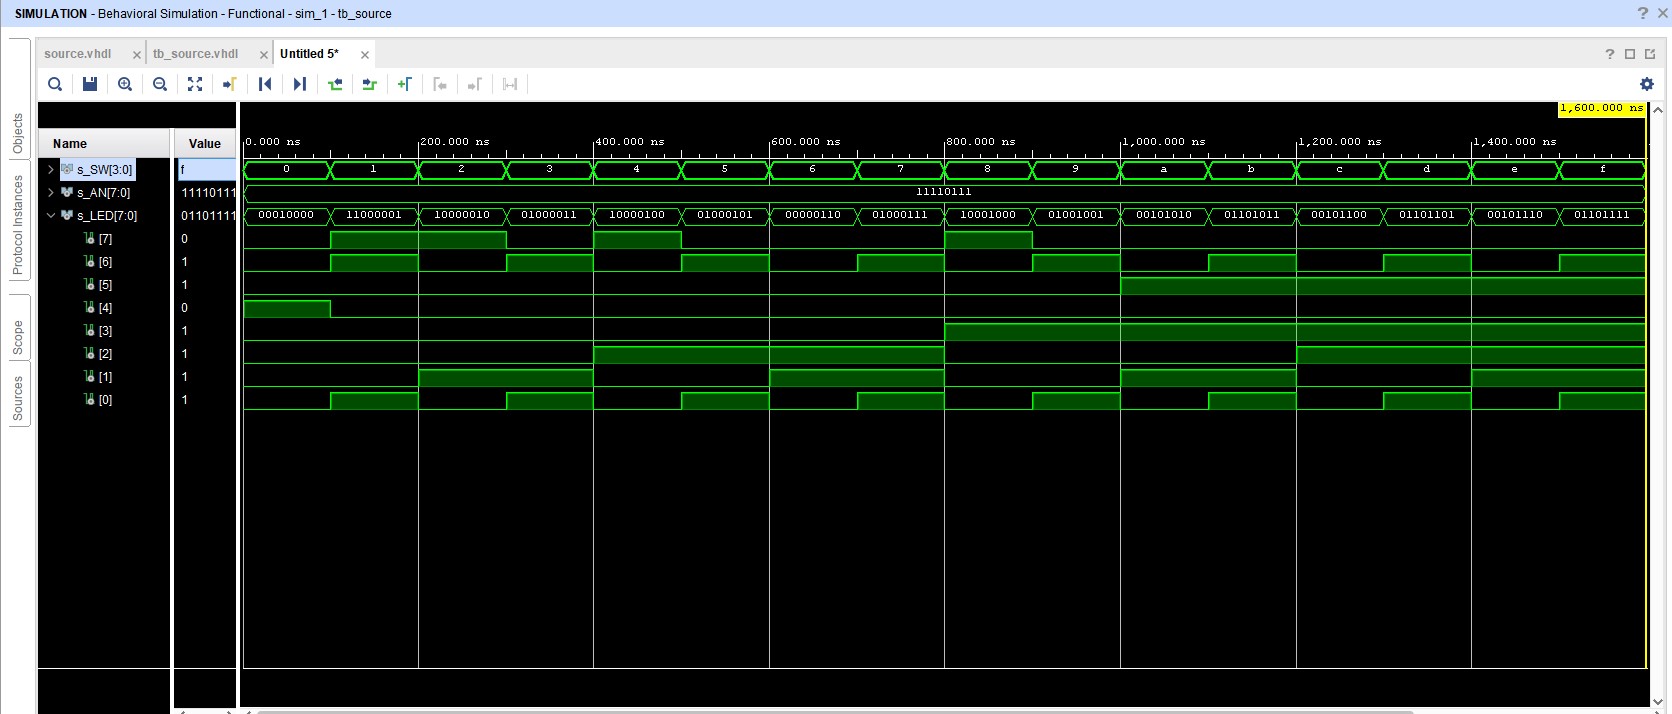 SIMULATION - Behavioral Simulation - Functional - sim_1 - tb_source
? ×
source.vhdl × tb_source.vhdl × Untitled 5* × ?
1,600.000 ns
Name Value 0.000 ns 200.000 ns 400.000 ns 600.000 ns 800.000 ns 1,000.000 ns 1,200.000 ns 1,400.000 ns
s_SW[3:0] f 0 1 2 3 4 5 6 7 8 9 a b c d e f
s_AN[7:0] 11110111 11110111
s_LED[7:0] 01101111 00010000 11000001 10000010 01000011 10000100 01000101 00000110 01000111 10001000 01001001 00101010 01101011 00101100 01101101 00101110 01101111
[7] 0
[6] 1
[5] 1
[4] 0
[3] 1
[2] 1
[1] 1
[0] 1
Objects
Protocol Instances
Scope
Sources